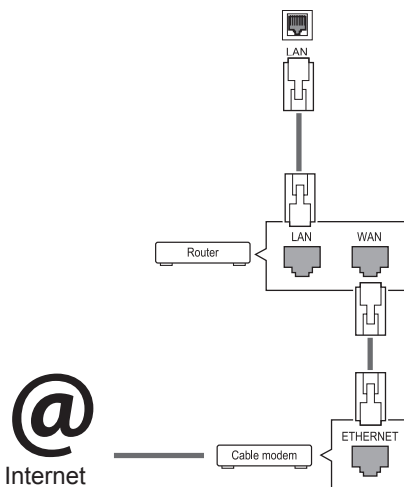 LAN
LAN WAN
Router
ETHERNET
@
Cable modem
Internet